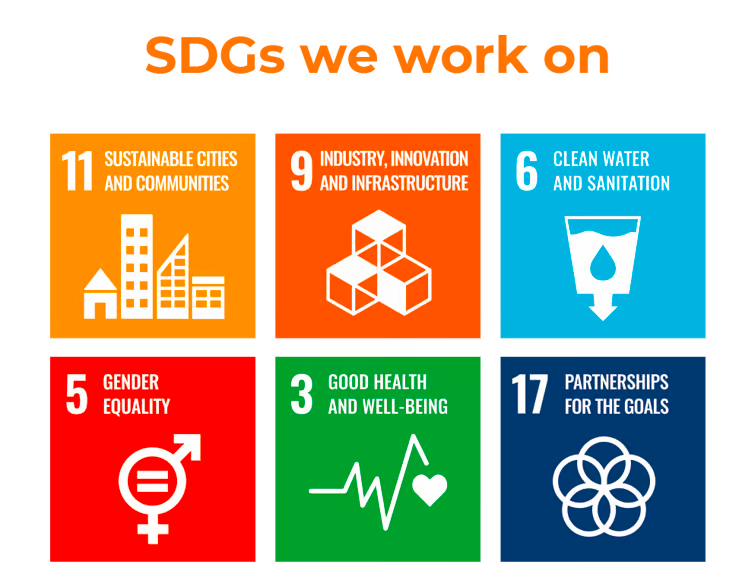 SDGs we work on
11 SUSTAINABLE CITIES
AND COMMUNITIES
9 INDUSTRY, INNOVATION
AND INFRASTRUCTURE
6 CLEAN WATER
AND SANITATION
5 GENDER
EQUALITY
3 GOOD HEALTH
AND WELL-BEING
17 PARTNERSHIPS
FOR THE GOALS